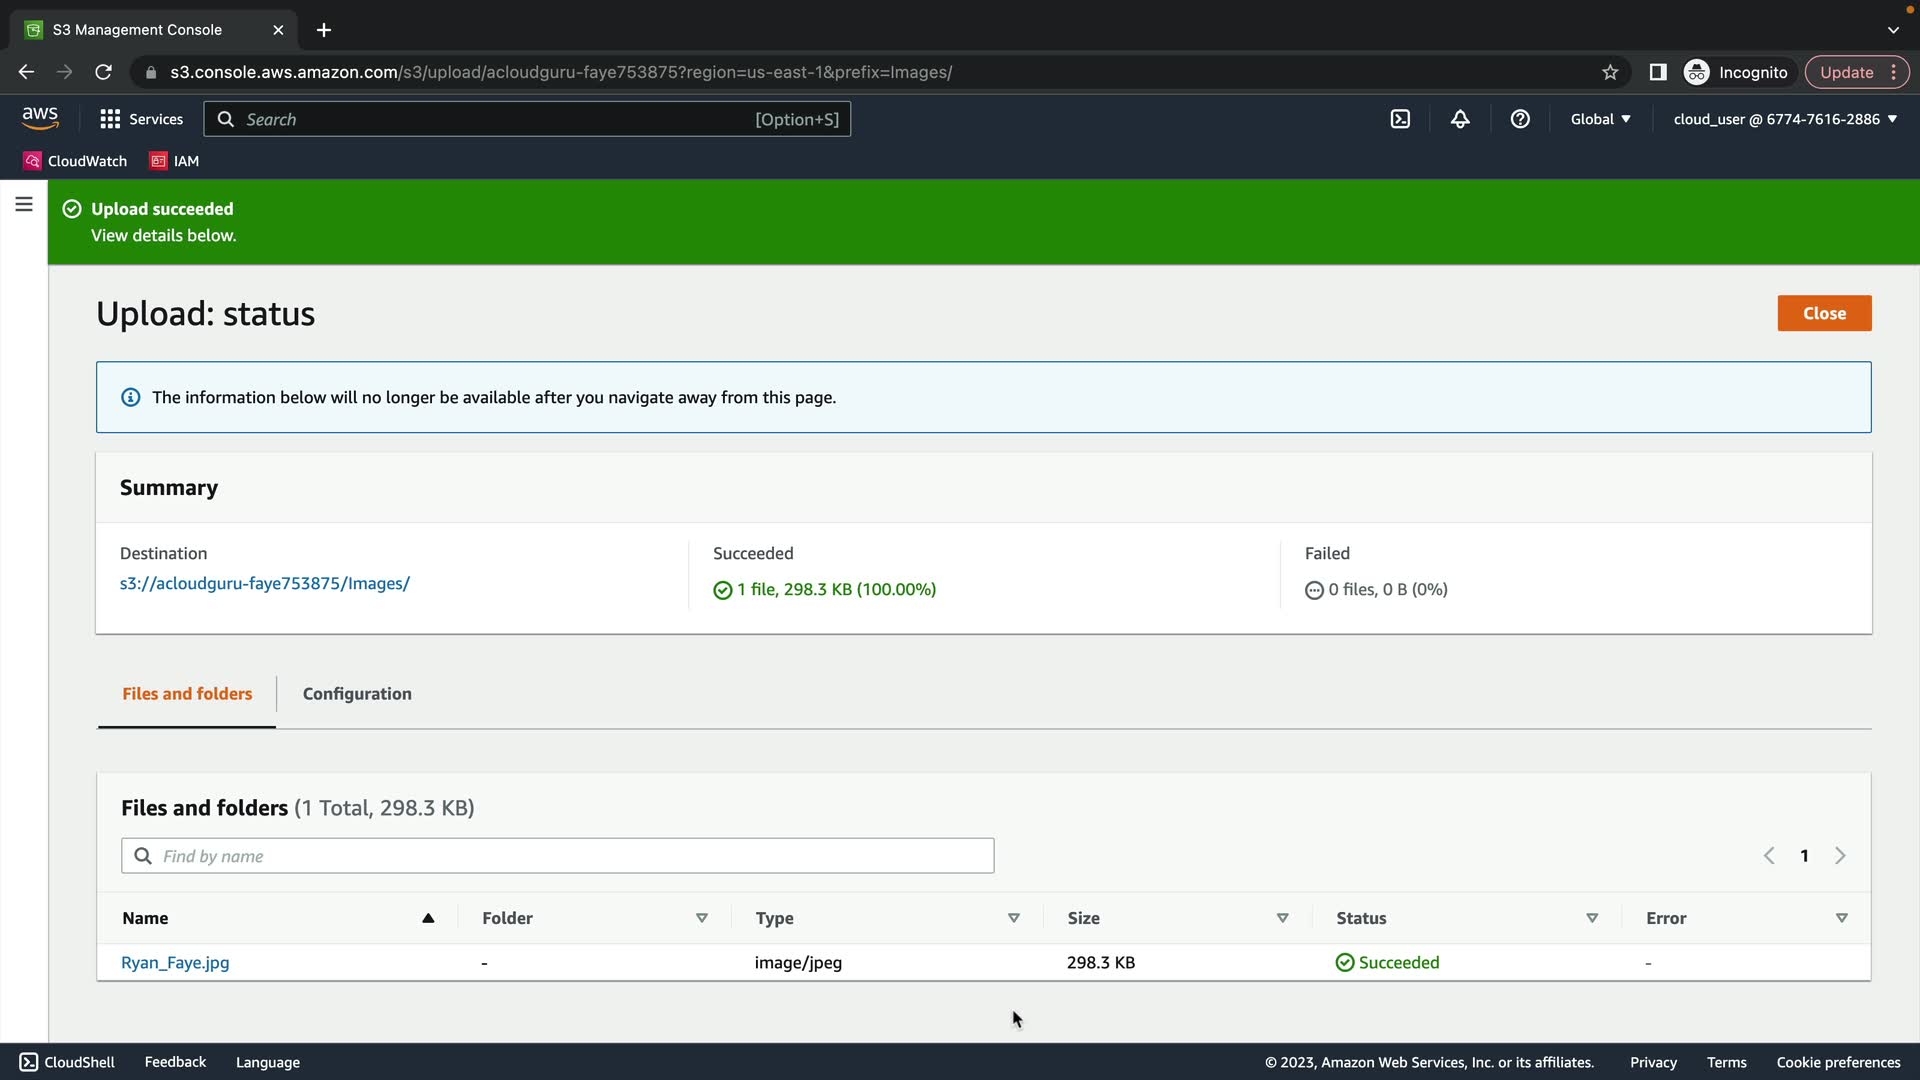 S3 Management Console
s3.console.aws.amazon.com/s3/upload/acloudguru-faye753875?region=us-east-1&prefix=Images/
Incognito
Update
aws
Services
Search
[Option+S]
Global
cloud_user @ 6774-7616-2886
CloudWatch
IAM
Upload succeeded
View details below.
Upload: status
Close
The information below will no longer be available after you navigate away from this page.
Summary
Destination
s3://acloudguru-faye753875/Images/
Succeeded
1 file, 298.3 KB (100.00%)
Failed
0 files, 0 B (0%)
Files and folders
Configuration
Files and folders (1 Total, 298.3 KB)
Find by name
1
Name Folder Type Size Status Error
Ryan_Faye.jpg - image/jpeg 298.3 KB Succeeded -
CloudShell Feedback Language
© 2023, Amazon Web Services, Inc. or its affiliates. Privacy Terms Cookie preferences